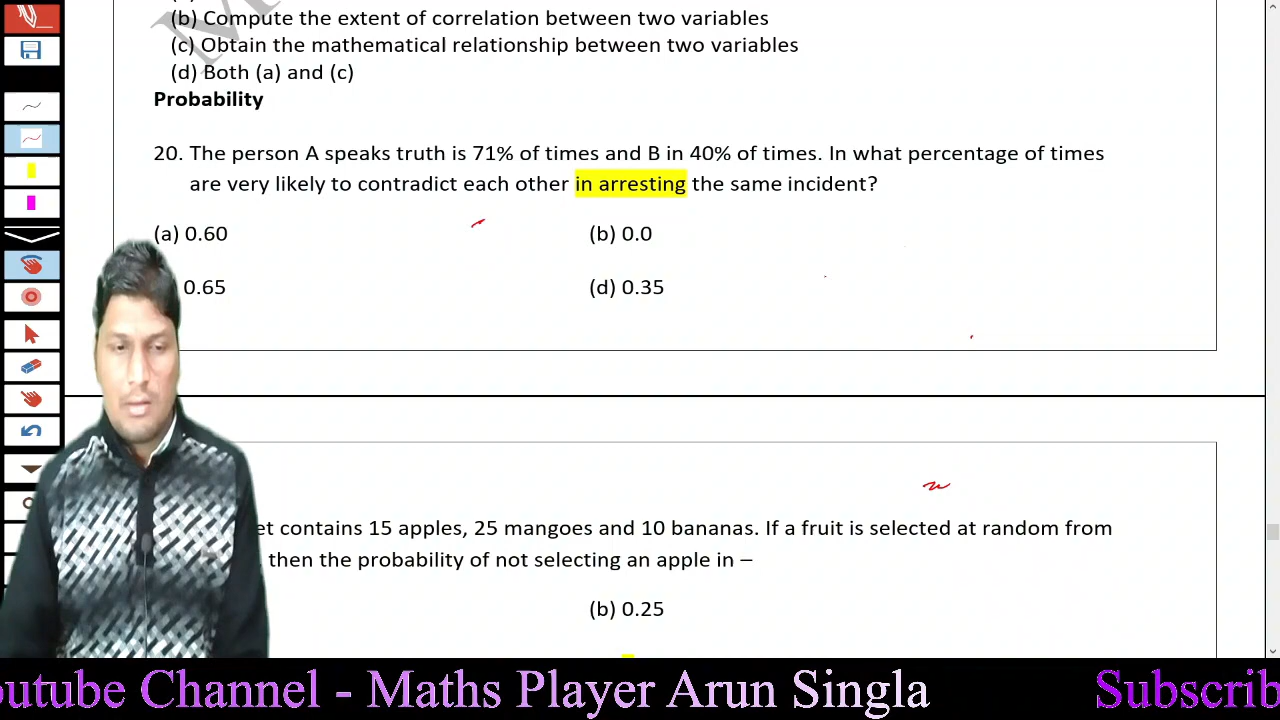 (b) Compute the extent of correlation between two variables
(c) Obtain the mathematical relationship between two variables
(d) Both (a) and (c)
Probability
20. The person A speaks truth is 71% of times and B in 40% of times. In what percentage of times
are very likely to contradict each other in arresting the same incident?
(a) 0.60 (b) 0.0
0.65 (d) 0.35
contains 15 apples, 25 mangoes and 10 bananas. If a fruit is selected at random from
then the probability of not selecting an apple in –
(b) 0.25
outube Channel - Maths Player Arun Singla Subscrib